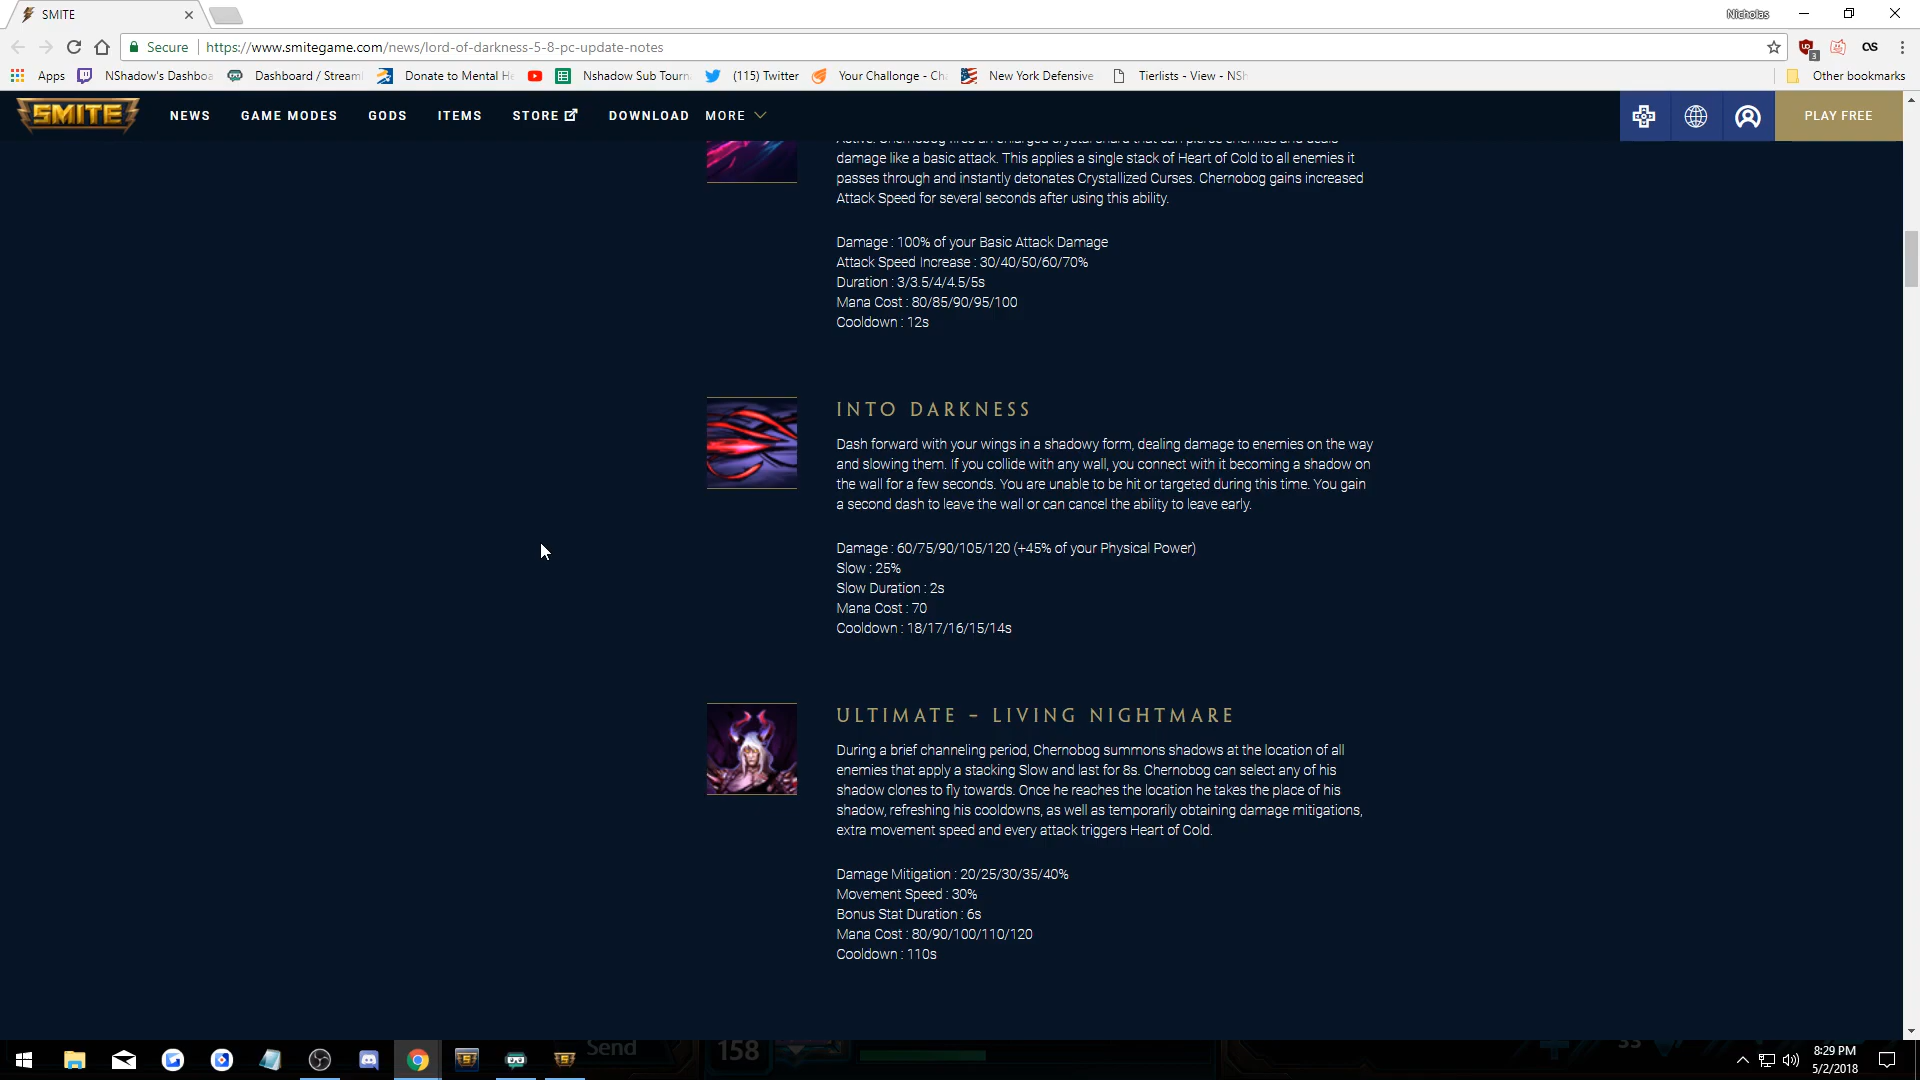 SMITE
Nicholas
Secure
https://www.smitegame.com/news/lord-of-darkness-5-8-pc-update-notes
Apps
NShadow's Dashboa
Dashboard / Streaml
Donate to Mental He
Nshadow Sub Tourn
(115) Twitter
Your Challonge - Cha
New York Defensive
Tierlists - View - NSh
Other bookmarks
SMITE
NEWS
GAME MODES
GODS
ITEMS
STORE
DOWNLOAD
MORE
PLAY FREE
damage like a basic attack. This applies a single stack of Heart of Cold to all enemies it
passes through and instantly detonates Crystallized Curses. Chernobog gains increased
Attack Speed for several seconds after using this ability.
Damage : 100% of your Basic Attack Damage
Attack Speed Increase : 30/40/50/60/70%
Duration : 3/3.5/4/4.5/5s
Mana Cost : 80/85/90/95/100
Cooldown : 12s
INTO DARKNESS
Dash forward with your wings in a shadowy form, dealing damage to enemies on the way
and slowing them. If you collide with any wall, you connect with it becoming a shadow on
the wall for a few seconds. You are unable to be hit or targeted during this time. You gain
a second dash to leave the wall or can cancel the ability to leave early.
Damage : 60/75/90/105/120 (+45% of your Physical Power)
Slow : 25%
Slow Duration : 2s
Mana Cost : 70
Cooldown : 18/17/16/15/14s
ULTIMATE - LIVING NIGHTMARE
During a brief channeling period, Chernobog summons shadows at the location of all
enemies that apply a stacking Slow and last for 8s. Chernobog can select any of his
shadow clones to fly towards. Once he reaches the location he takes the place of his
shadow, refreshing his cooldowns, as well as temporarily obtaining damage mitigations,
extra movement speed and every attack triggers Heart of Cold.
Damage Mitigation : 20/25/30/35/40%
Movement Speed : 30%
Bonus Stat Duration : 6s
Mana Cost : 80/90/100/110/120
Cooldown : 110s
Send
158
33
8:29 PM
5/2/2018